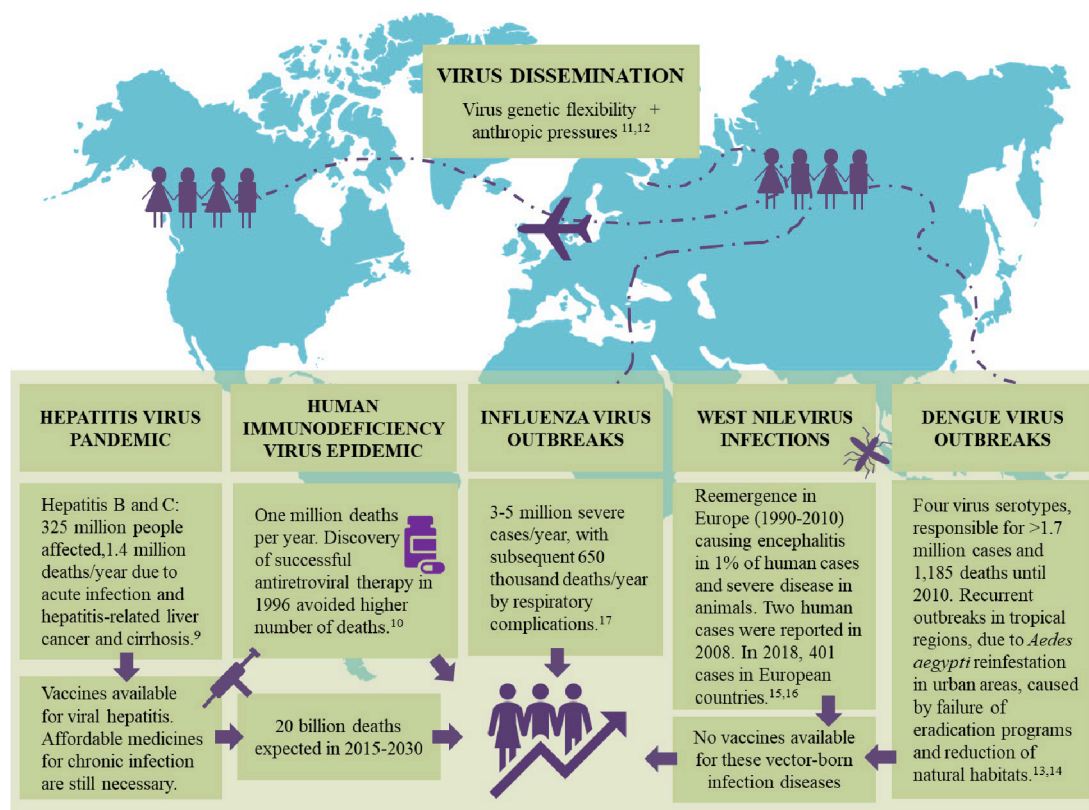 VIRUS DISSEMINATION
Virus genetic flexibility +
anthropic pressures 11,12
HEPATITIS VIRUS
PANDEMIC
Hepatitis B and C:
325 million people
affected,1.4 million
deaths/year due to
acute infection and
hepatitis-related liver
cancer and cirrhosis.9
Vaccines available
for viral hepatitis.
Affordable medicines
for chronic infection
are still necessary.
HUMAN
IMMUNODEFICIENCY
VIRUS EPIDEMIC
One million deaths
per year. Discovery
of successful
antiretroviral therapy in
1996 avoided higher
number of deaths.10
20 billion deaths
expected in 2015-2030
INFLUENZA VIRUS
OUTBREAKS
3-5 million severe
cases/year, with
subsequent 650
thousand deaths/year
by respiratory
complications.17
WEST NILE VIRUS
INFECTIONS
Reemergence in
Europe (1990-2010)
causing encephalitis
in 1% of human cases
and severe disease in
animals. Two human
cases were reported in
2008. In 2018, 401
cases in European
countries.15,16
No vaccines available
for these vector-born
infection diseases
DENGUE VIRUS
OUTBREAKS
Four virus serotypes,
responsible for >1.7
million cases and
1,185 deaths until
2010. Recurrent
outbreaks in tropical
regions, due to Aedes
aegypti reinfestation
in urban areas, caused
by failure of
eradication programs
and reduction of
natural habitats.13,14